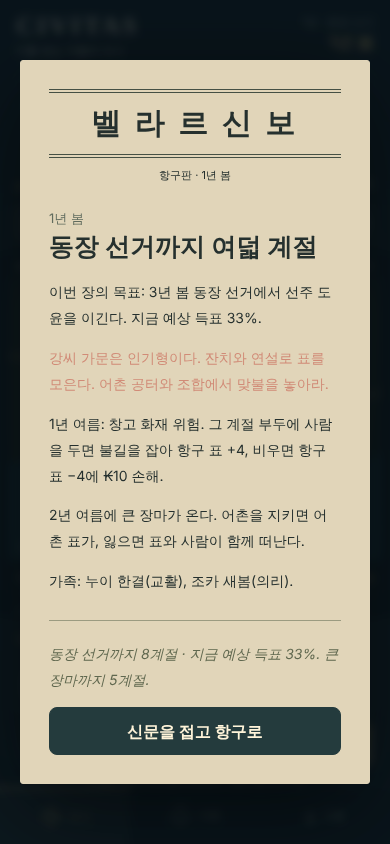 CIVITAS
벨라르신보
항구판 · 1년 봄
1년 봄
동장 선거까지 여덟 계절
이번 장의 목표: 3년 봄 동장 선거에서 선주 도
윤을 이긴다. 지금 예상 득표 33%.
강씨 가문은 인기형이다. 잔치와 연설로 표를
모은다. 어촌 공터와 조합에서 맞불을 놓아라.
1년 여름: 창고 화재 위험. 그 계절 부두에 사람
을 두면 불길을 잡아 항구 표 +4, 비우면 항구
표 −4에 ₭10 손해.
2년 여름에 큰 장마가 온다. 어촌을 지키면 어
촌 표가, 잃으면 표와 사람이 함께 떠난다.
가족: 누이 한결(교활), 조카 새봄(의리).
동장 선거까지 8계절 · 지금 예상 득표 33%. 큰
장마까지 5계절.
신문을 접고 항구로